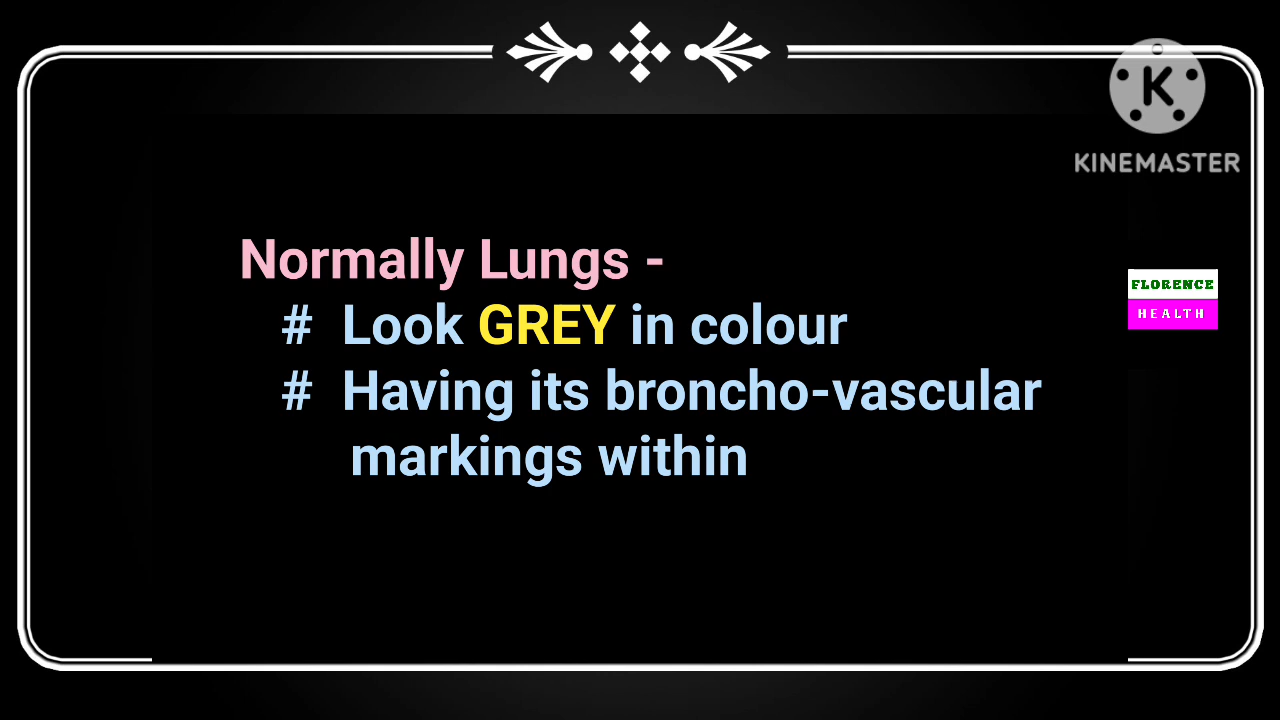 KINEMASTER
Normally Lungs -
# Look GREY in colour
# Having its broncho-vascular
markings within
FLORENCE
HEALTH